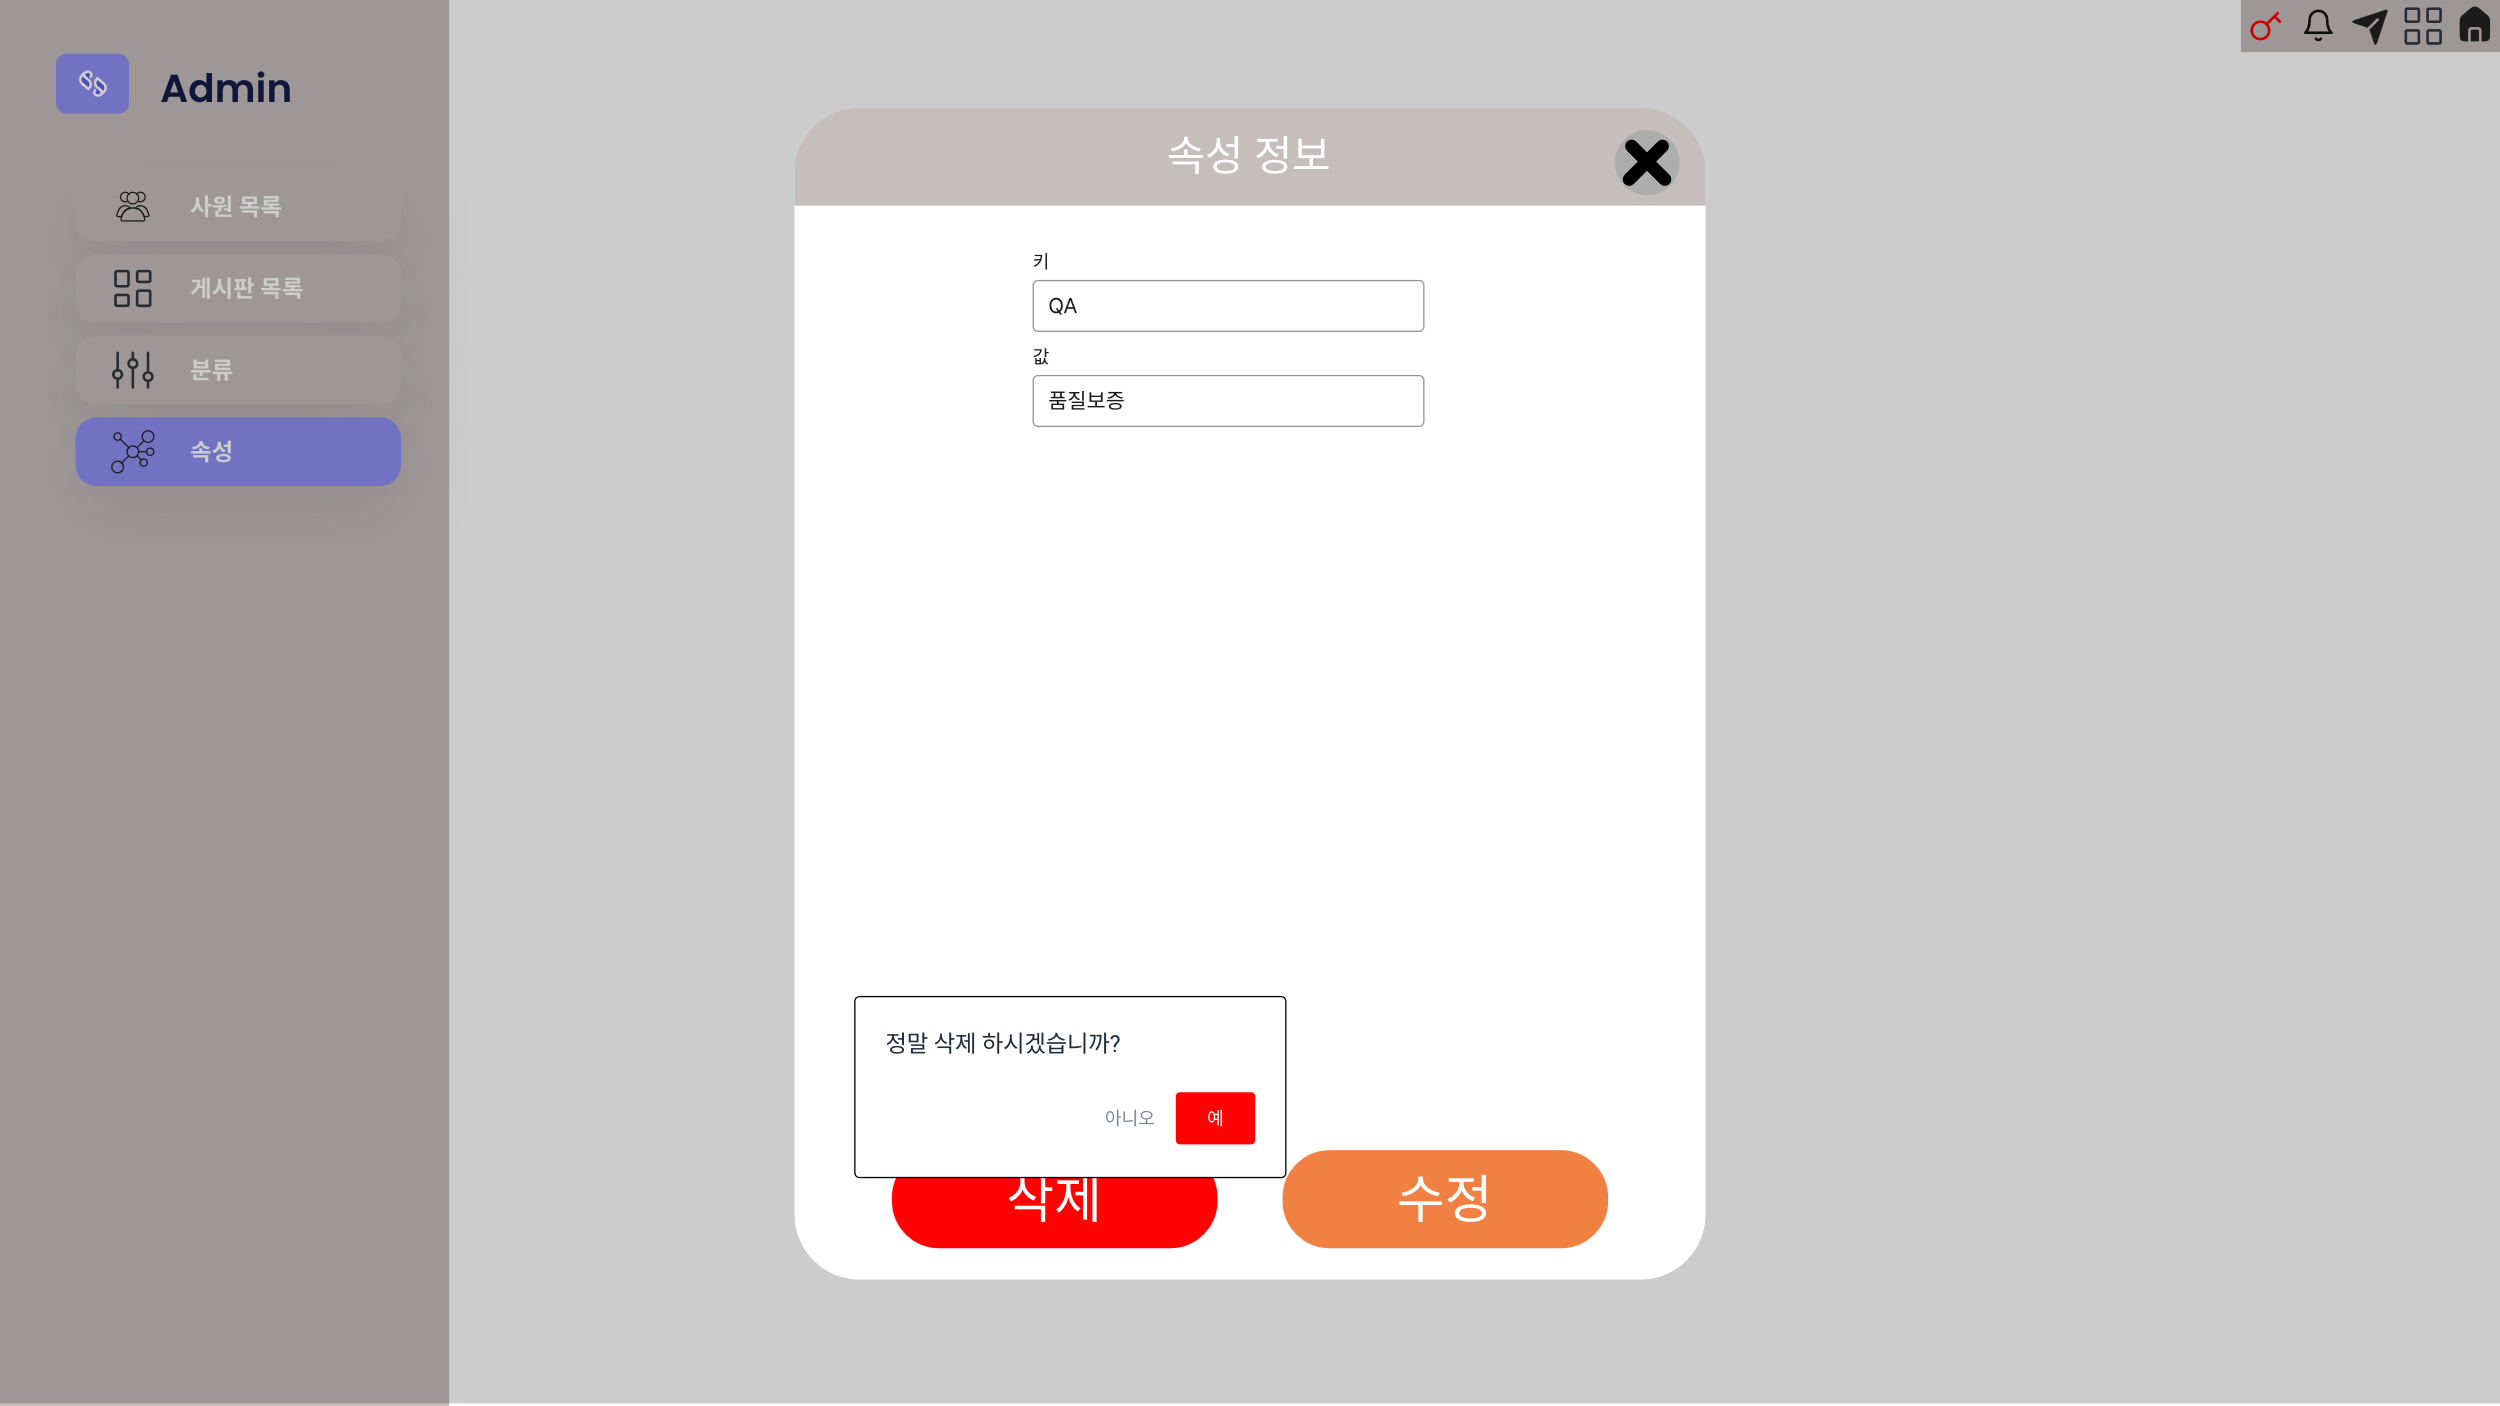 Admin
사원 목록
게시판 목록
분류
속성
속성 정보
키
QA
값
품질보증
정말 삭제 하시겠습니까?
아니오
예
삭제
수정